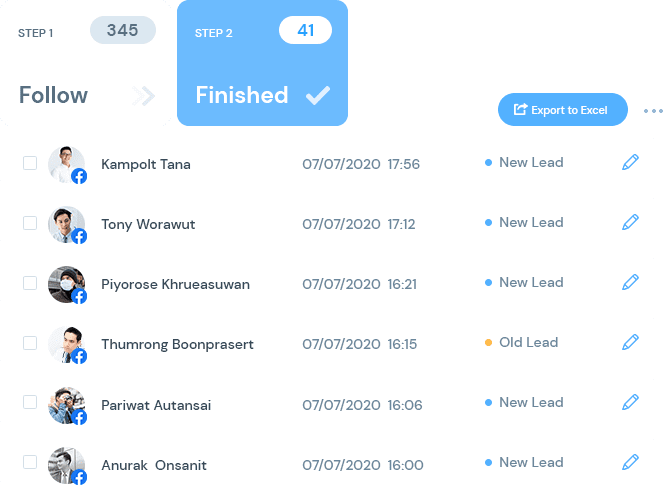 STEP 1 345 STEP 2 41
Follow Finished
Export to Excel
Kampolt Tana 07/07/2020 17:56 New Lead
Tony Worawut 07/07/2020 17:12 New Lead
Piyorose Khrueasuwan 07/07/2020 16:21 New Lead
Thumrong Boonprasert 07/07/2020 16:15 Old Lead
Pariwat Autansai 07/07/2020 16:06 New Lead
Anurak Onsanit 07/07/2020 16:00 New Lead